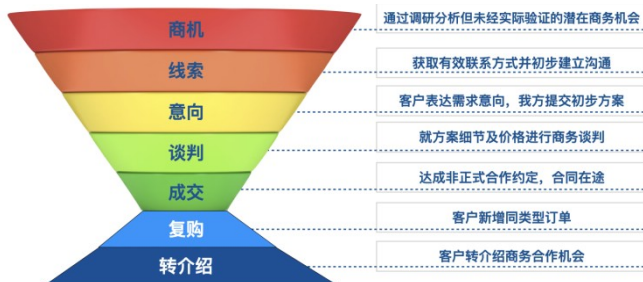 商机
通过调研分析但未经实际验证的潜在商务机会
线索
获取有效联系方式并初步建立沟通
意向
客户表达需求意向，我方提交初步方案
谈判
就方案细节及价格进行商务谈判
成交
达成非正式合作约定，合同在途
复购
客户新增同类型订单
转介绍
客户转介绍商务合作机会